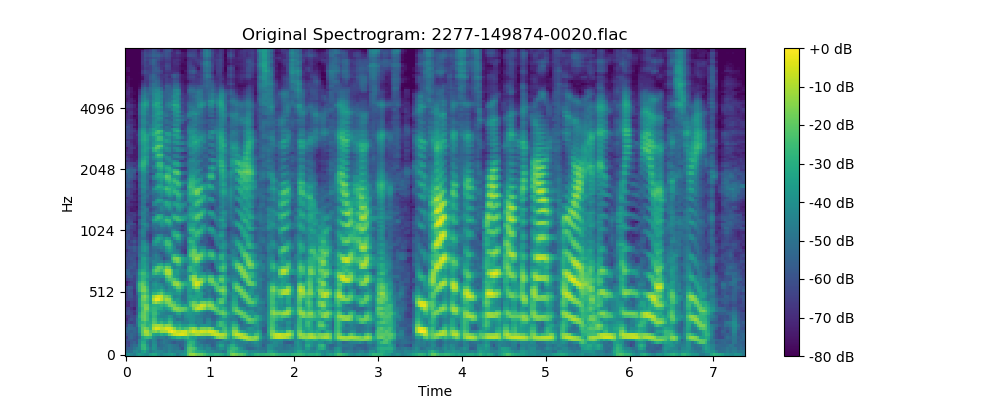 Original Spectrogram: 2277-149874-0020.flac
Hz
4096
2048
1024
512
0
0 1 2 3 4 5 6 7
Time
+0 dB
-10 dB
-20 dB
-30 dB
-40 dB
-50 dB
-60 dB
-70 dB
-80 dB